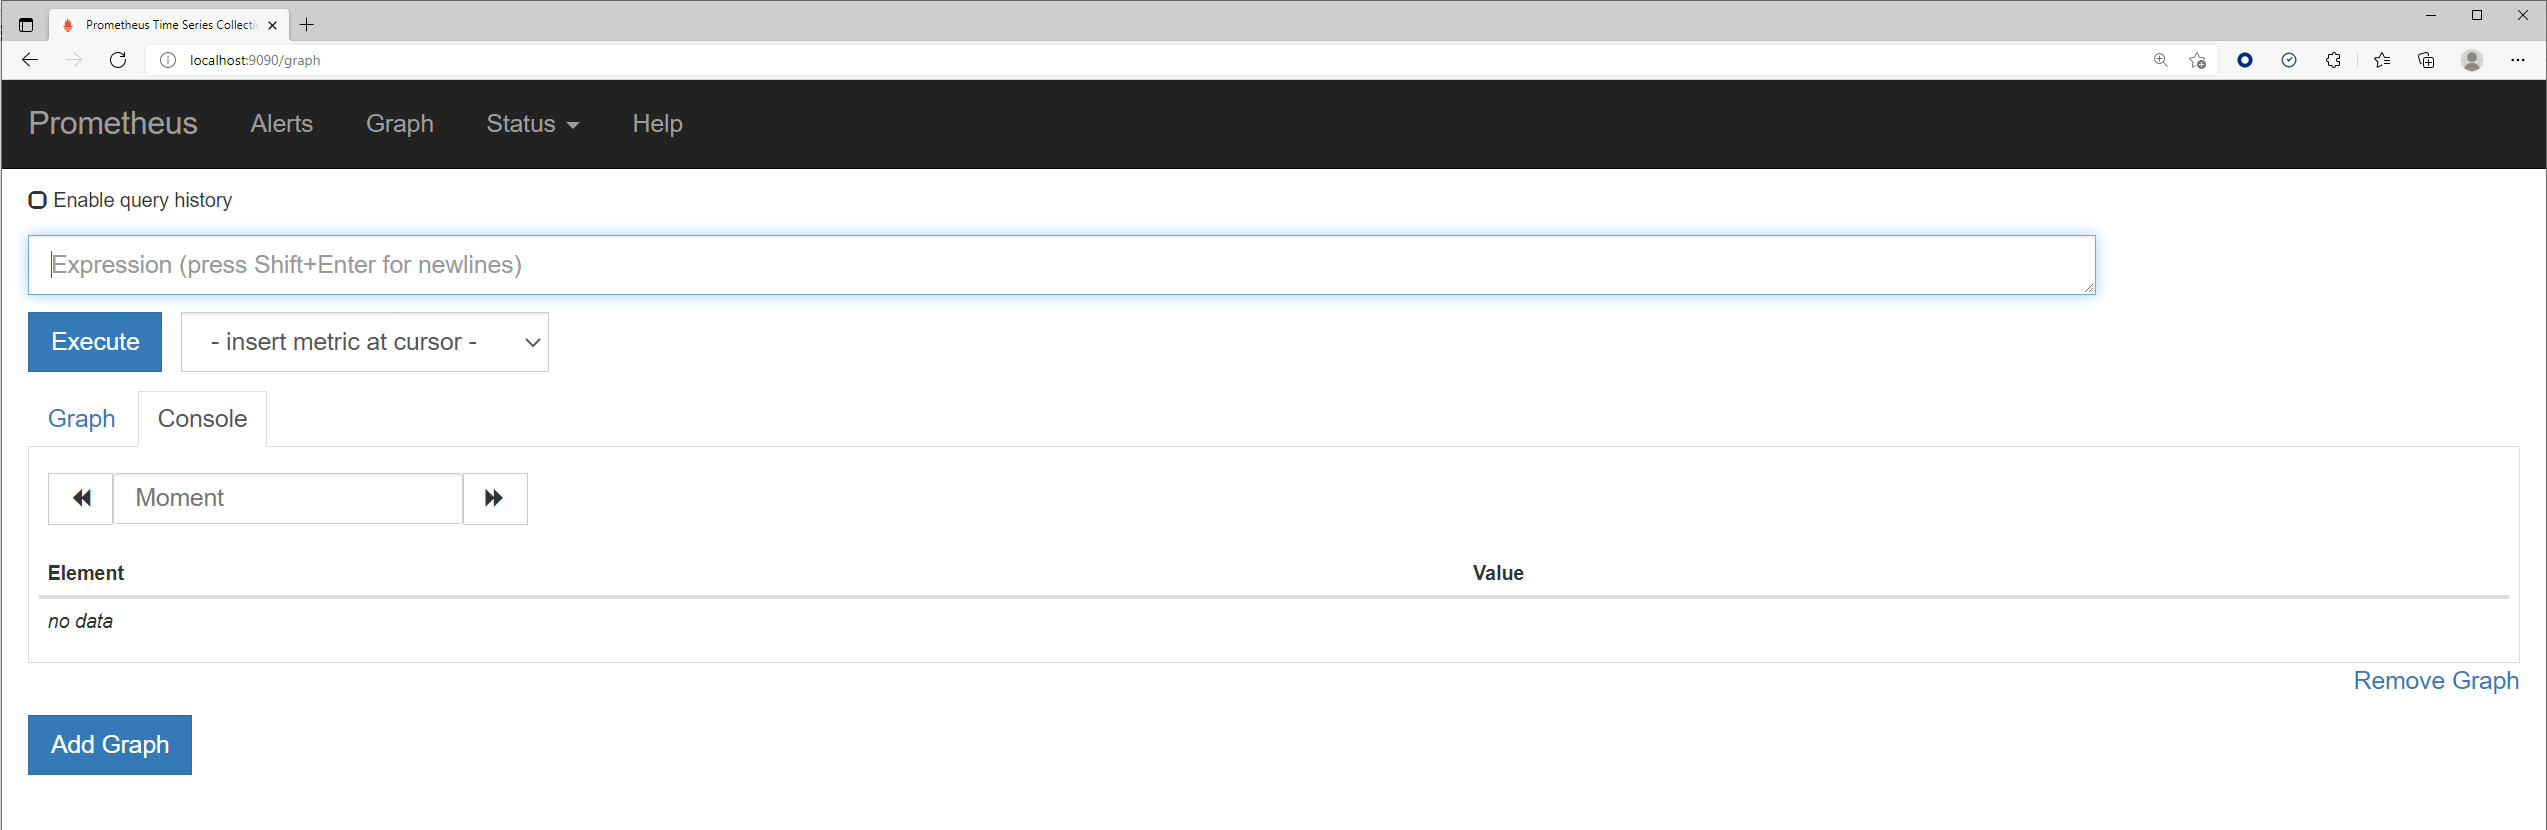 Prometheus Time Series Collectio
localhost:9090/graph
Prometheus Alerts Graph Status Help
Enable query history
Expression (press Shift+Enter for newlines)
Execute - insert metric at cursor -
Graph Console
Moment
Element Value
no data
Remove Graph
Add Graph